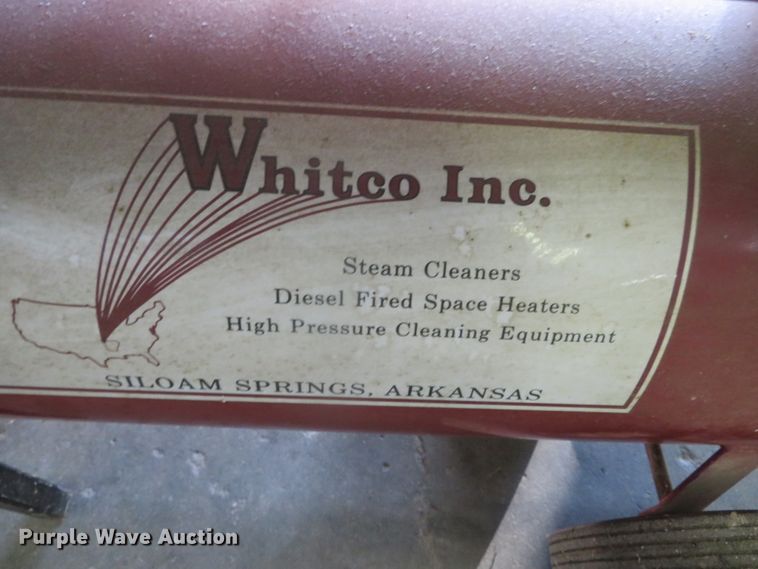 Whitco Inc.
Steam Cleaners
Diesel Fired Space Heaters
High Pressure Cleaning Equipment
SILOAM SPRINGS, ARKANSAS
Purple Wave Auction